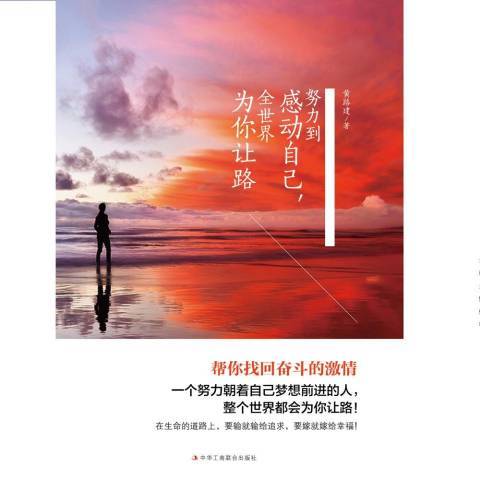 黄路建/著
努力到
感动自己，
全世界
为你让路
帮你找回奋斗的激情
一个努力朝着自己梦想前进的人，
整个世界都会为你让路！
在生命的道路上，要输就输给追求，要嫁就嫁给幸福！
中华工商联合出版社